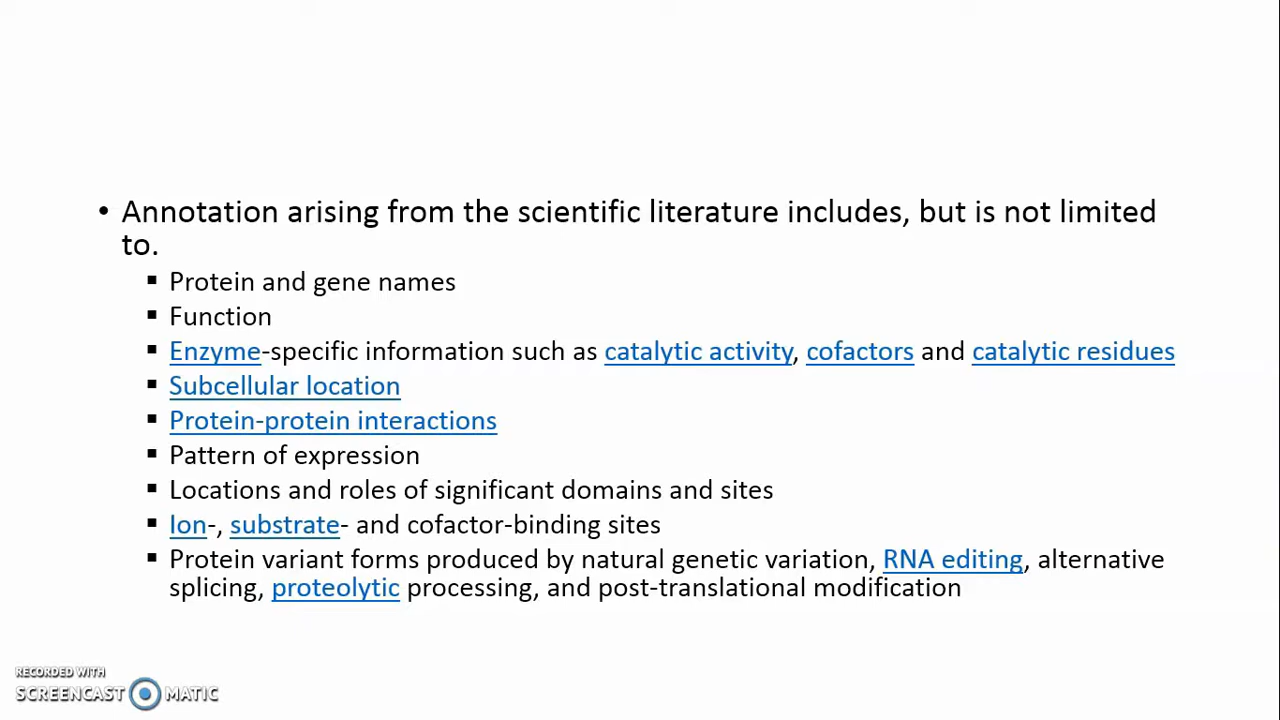 • Annotation arising from the scientific literature includes, but is not limited
to.
▪ Protein and gene names
▪ Function
▪ Enzyme-specific information such as catalytic activity, cofactors and catalytic residues
▪ Subcellular location
▪ Protein-protein interactions
▪ Pattern of expression
▪ Locations and roles of significant domains and sites
▪ Ion-, substrate- and cofactor-binding sites
▪ Protein variant forms produced by natural genetic variation, RNA editing, alternative
splicing, proteolytic processing, and post-translational modification
RECORDED WITH
SCREENCAST MATIC